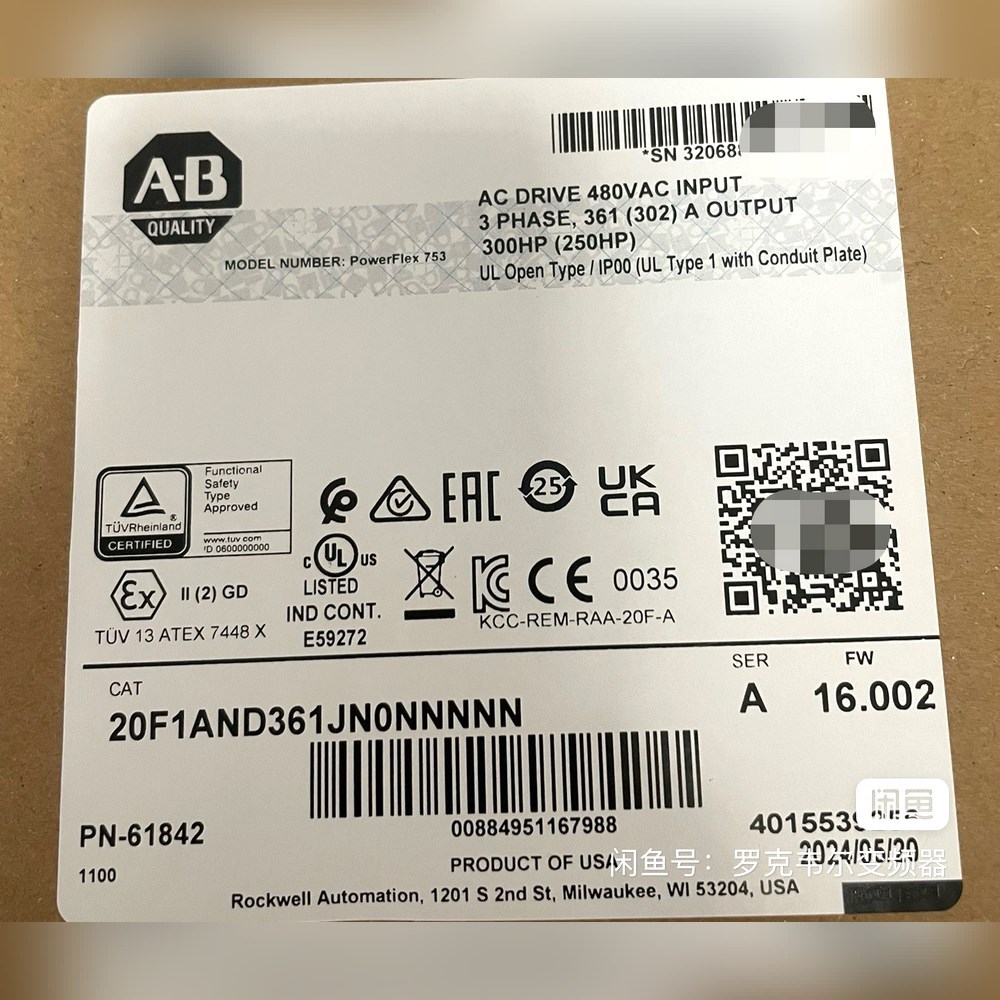 *SN 32068
A-B
QUALITY
AC DRIVE 480VAC INPUT
3 PHASE, 361 (302) A OUTPUT
300HP (250HP)
UL Open Type / IP00 (UL Type 1 with Conduit Plate)
MODEL NUMBER: PowerFlex 753
TÜVRheinland ®
CERTIFIED
Functional
Safety
Type
Approved
www.tuv.com
ID 0600000000
EAC
25
UK
CA
c UL US
LISTED
IND CONT.
E59272
CE 0035
KCC-REM-RAA-20F-A
Ex II (2) GD
TÜV 13 ATEX 7448 X
CAT
20F1AND361JN0NNNNN
SER
A
FW
16.002
PN-61842
00884951167988
4015539
2024/05/20
1100
PRODUCT OF USA
Rockwell Automation, 1201 S 2nd St, Milwaukee, WI 53204, USA
闲鱼
闲鱼号：罗克韦尔变频器